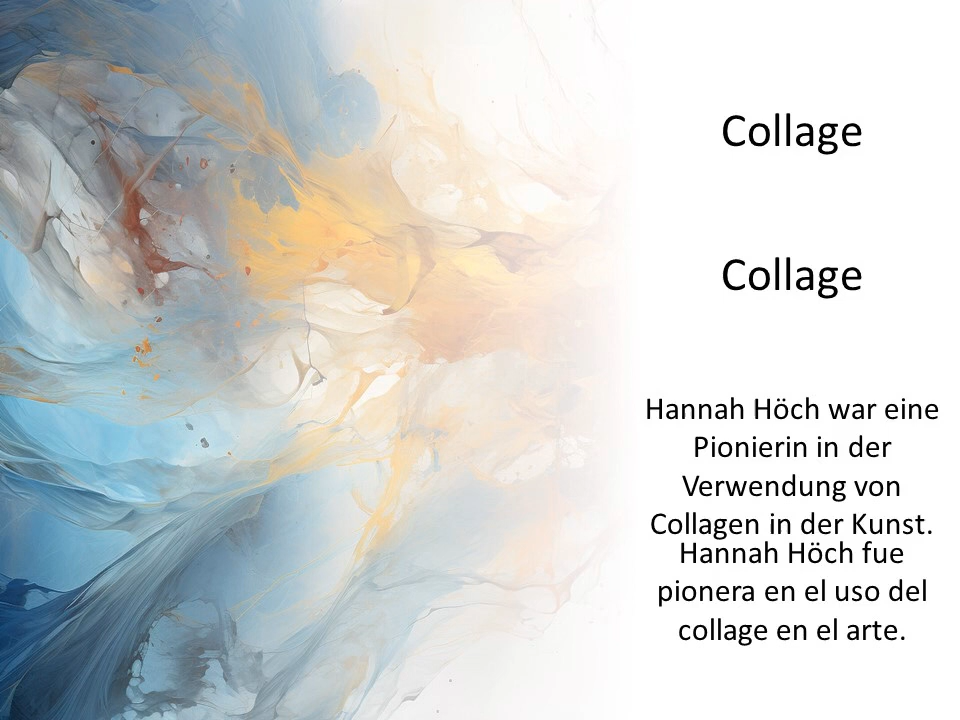 Collage
Collage
Hannah Höch war eine
Pionierin in der
Verwendung von
Collagen in der Kunst.
Hannah Höch fue
pionera en el uso del
collage en el arte.